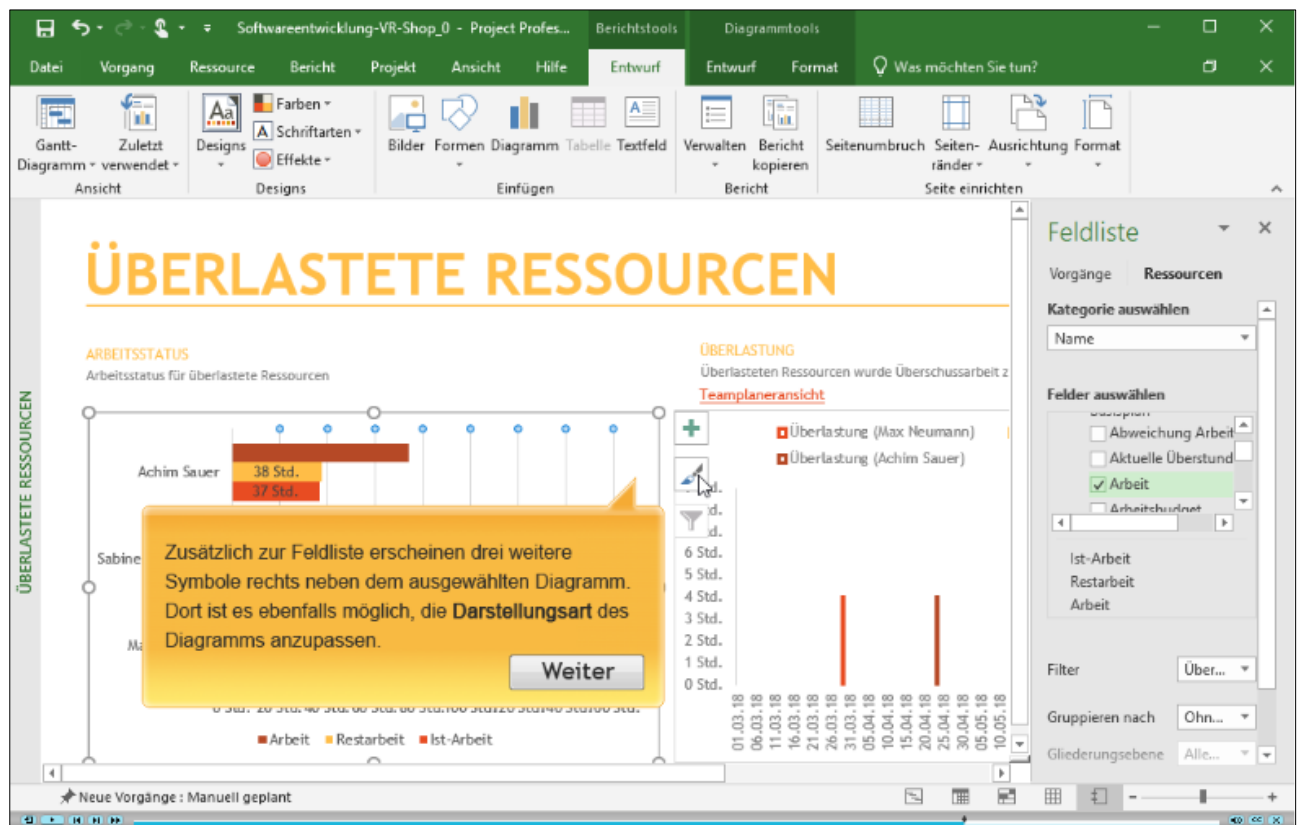 Softwareentwicklung-VR-Shop_0 - Project Profes...
Berichtstools
Diagrammtools
Datei Vorgang Ressource Bericht Projekt Ansicht Hilfe Entwurf Entwurf Format Was möchten Sie tun?
Gantt-
Diagramm
Zuletzt
verwendet
Ansicht
Designs
Farben
Schriftarten
Effekte
Designs
Bilder Formen Diagramm Tabelle Textfeld
Einfügen
Verwalten
Bericht
kopieren
Bericht
Seitenumbruch
Seiten-
ränder
Ausrichtung
Format
Seite einrichten
ÜBERLASTETE RESSOURCEN
ÜBERLASTETE RESSOURCEN
ARBEITSSTATUS
Arbeitsstatus für überlastete Ressourcen
Achim Sauer
38 Std.
37 Std.
Sabine
Zusätzlich zur Feldliste erscheinen drei weitere
Symbole rechts neben dem ausgewählten Diagramm.
Dort ist es ebenfalls möglich, die Darstellungsart des
Diagramms anzupassen.
Weiter
Arbeit Restarbeit Ist-Arbeit
ÜBERLASTUNG
Überlasteten Ressourcen wurde Überschussarbeit z
Teamplaneransicht
Überlastung (Max Neumann)
Überlastung (Achim Sauer)
6 Std.
5 Std.
4 Std.
3 Std.
2 Std.
1 Std.
0 Std.
01.03.18
06.03.18
11.03.18
16.03.18
21.03.18
26.03.18
31.03.18
05.04.18
10.04.18
15.04.18
20.04.18
25.04.18
30.04.18
05.05.18
10.05.18
Feldliste
Vorgänge Ressourcen
Kategorie auswählen
Name
Felder auswählen
Abweichung Arbeit
Aktuelle Überstund
Arbeit
Arbeitsbudget
Ist-Arbeit
Restarbeit
Arbeit
Filter Über...
Gruppieren nach Ohn...
Gliederungsebene Alle...
Neue Vorgänge : Manuell geplant